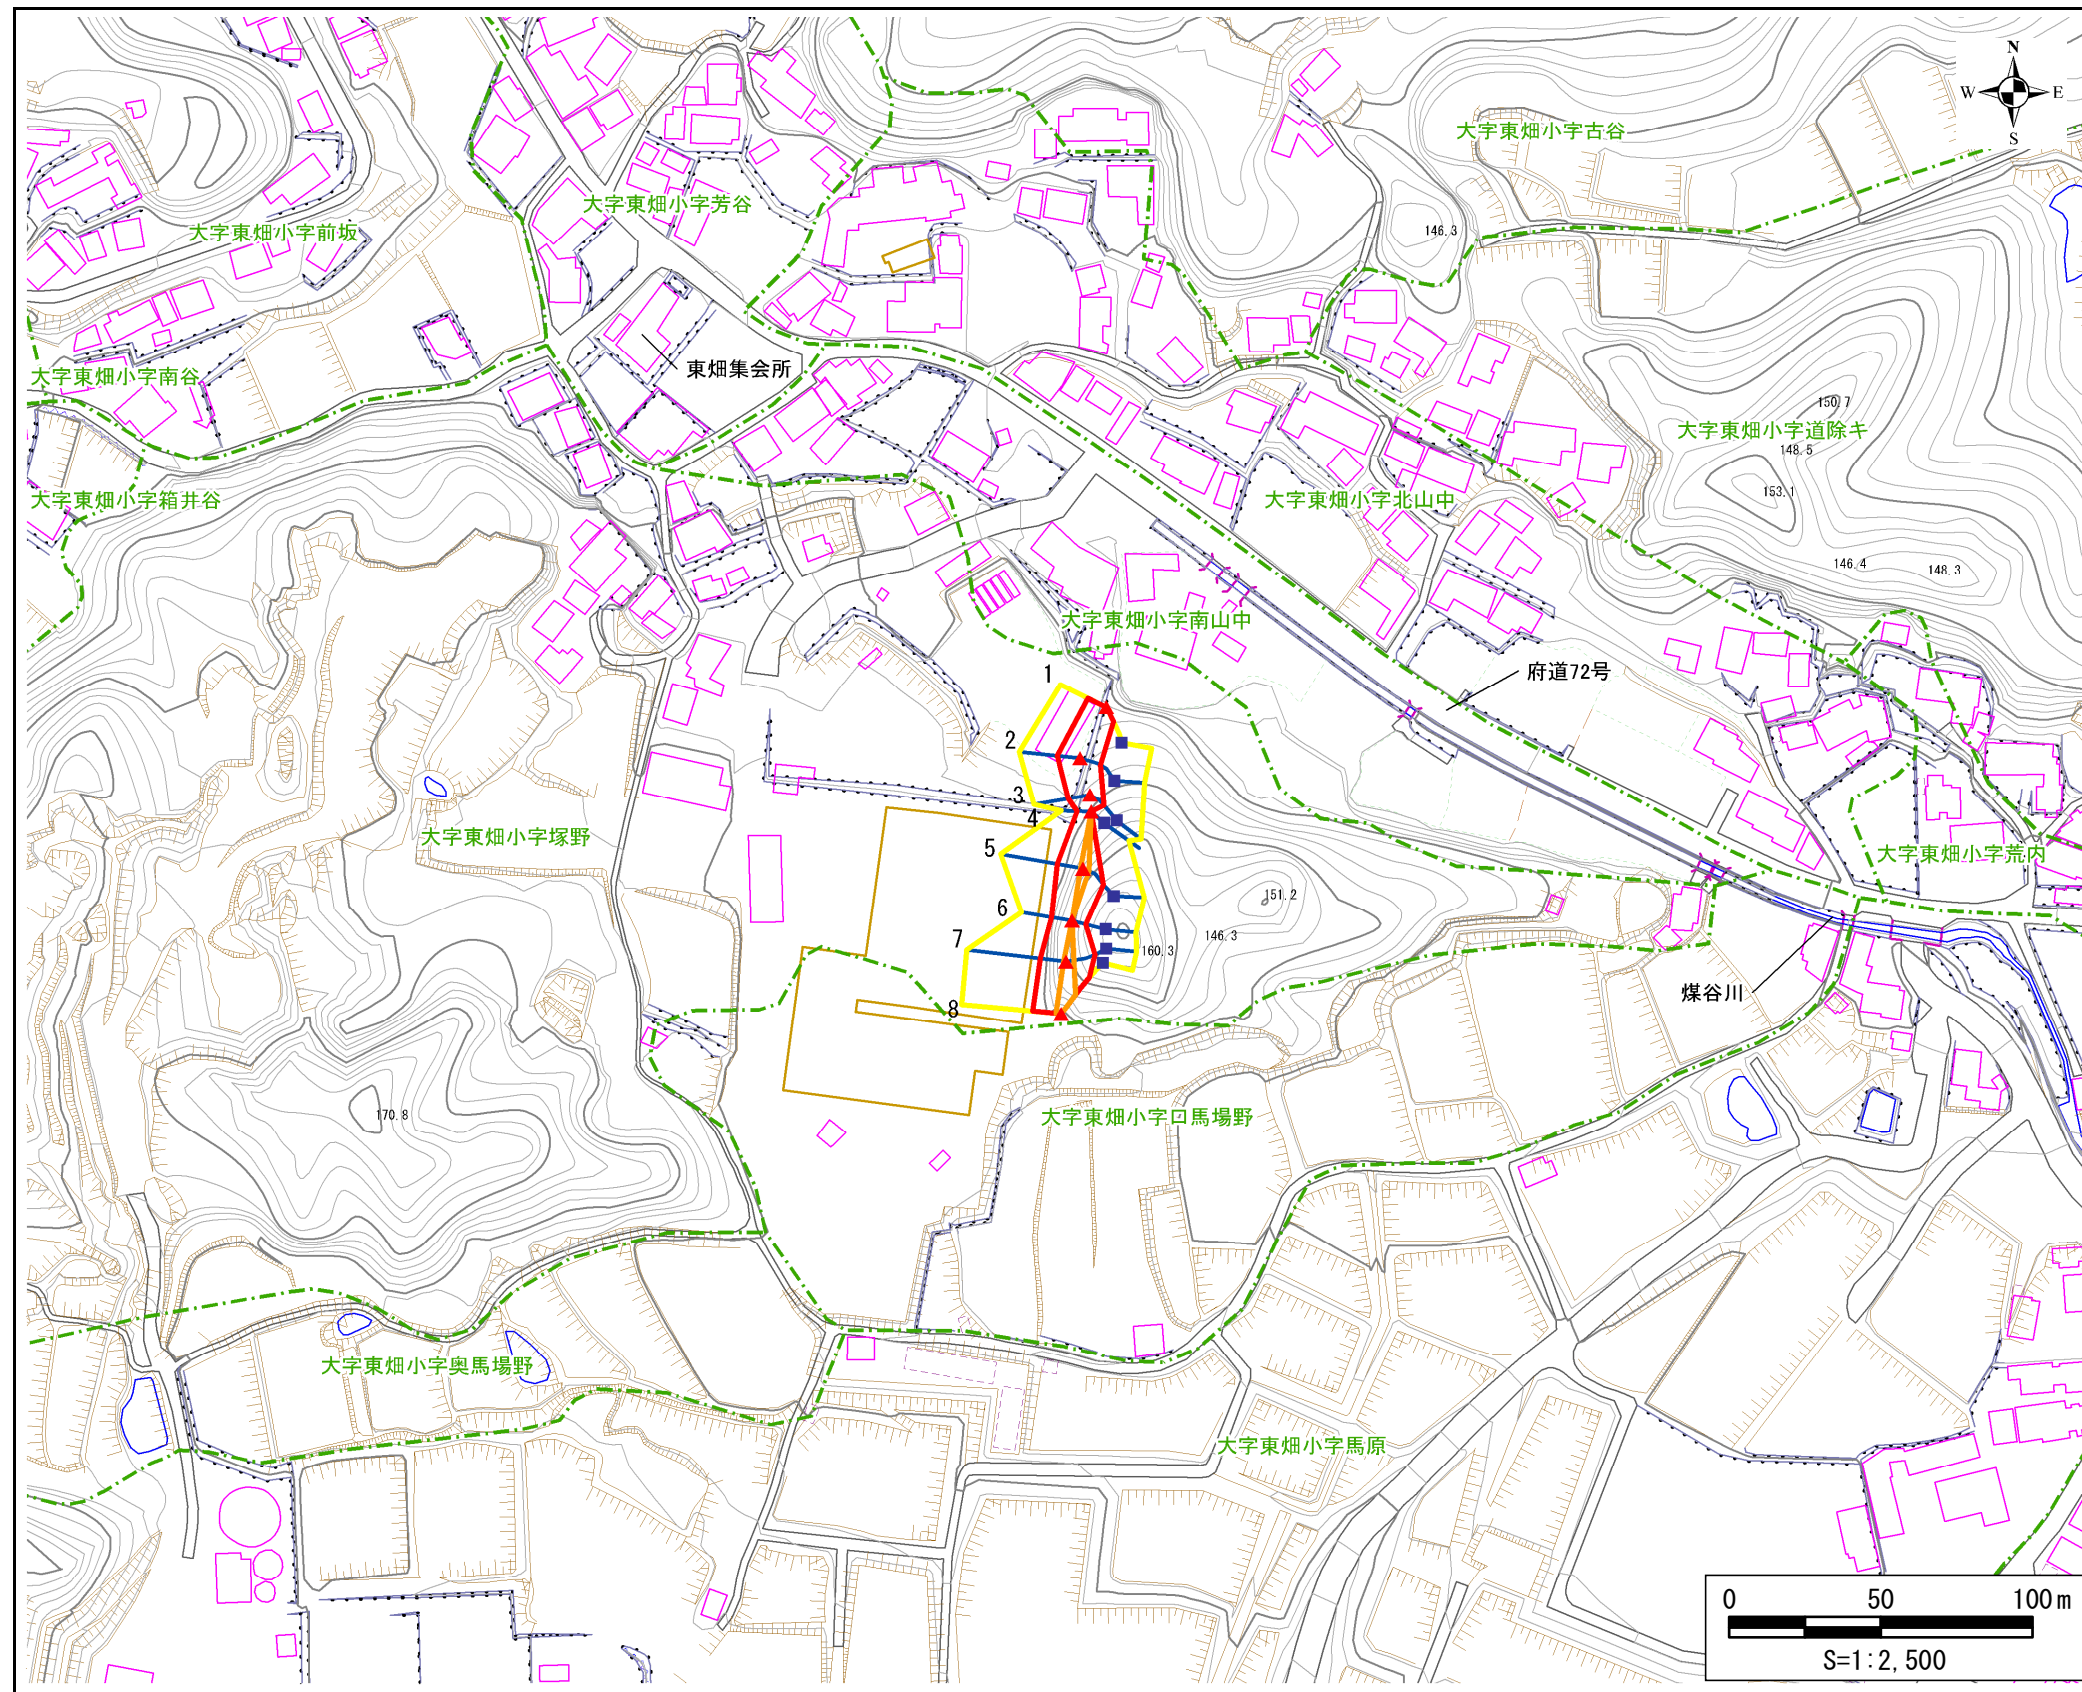 N
W
E
S
大字東畑小字古谷
大字東畑小字芳谷
大字東畑小字前坂
146.3
東畑集会所
大字東畑小字南谷
150.7
大字東畑小字道除キ
148.5
153.1
大字東畑小字箱井谷
大字東畑小字北山中
146.4
148.3
大字東畑小字南山中
府道72号
1
2
3
4
5
6
7
8
大字東畑小字塚野
大字東畑小字荒内
151.2
146.3
160.3
煤谷川
170.8
大字東畑小字口馬場野
大字東畑小字奥馬場野
大字東畑小字馬原
0 50 100m
S=1:2,500